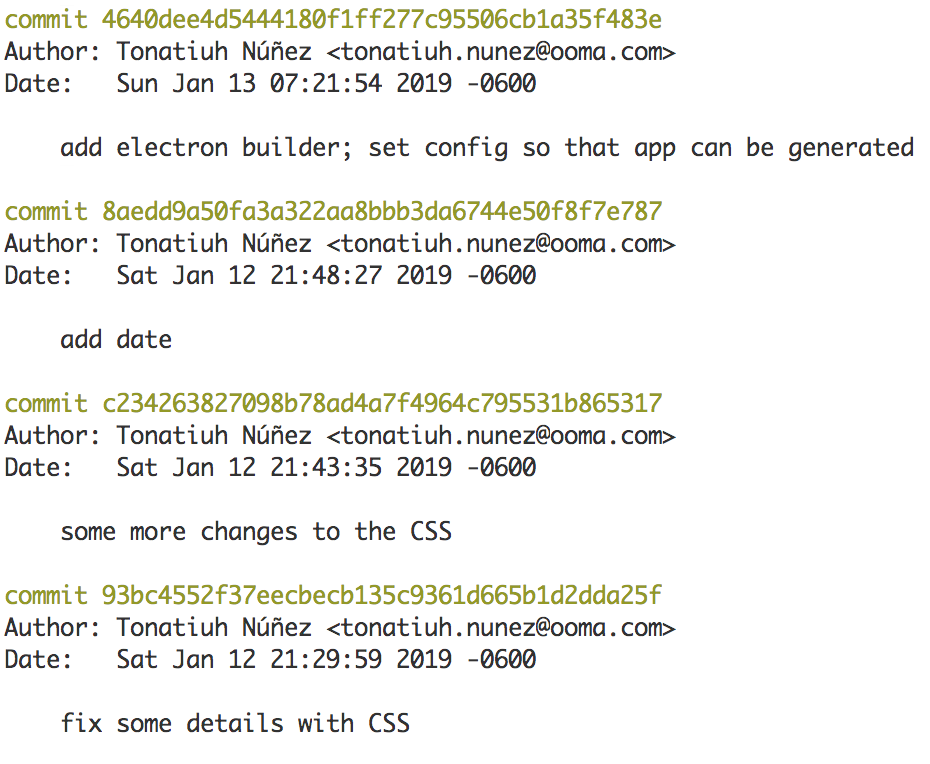 commit 4640dee4d5444180f1ff277c95506cb1a35f483e
Author: Tonatiuh Núñez <tonatiuh.nunez@ooma.com>
Date:   Sun Jan 13 07:21:54 2019 -0600
add electron builder; set config so that app can be generated
commit 8aedd9a50fa3a322aa8bbb3da6744e50f8f7e787
Author: Tonatiuh Núñez <tonatiuh.nunez@ooma.com>
Date:   Sat Jan 12 21:48:27 2019 -0600
add date
commit c234263827098b78ad4a7f4964c795531b865317
Author: Tonatiuh Núñez <tonatiuh.nunez@ooma.com>
Date:   Sat Jan 12 21:43:35 2019 -0600
some more changes to the CSS
commit 93bc4552f37eecbecb135c9361d665b1d2dda25f
Author: Tonatiuh Núñez <tonatiuh.nunez@ooma.com>
Date:   Sat Jan 12 21:29:59 2019 -0600
fix some details with CSS